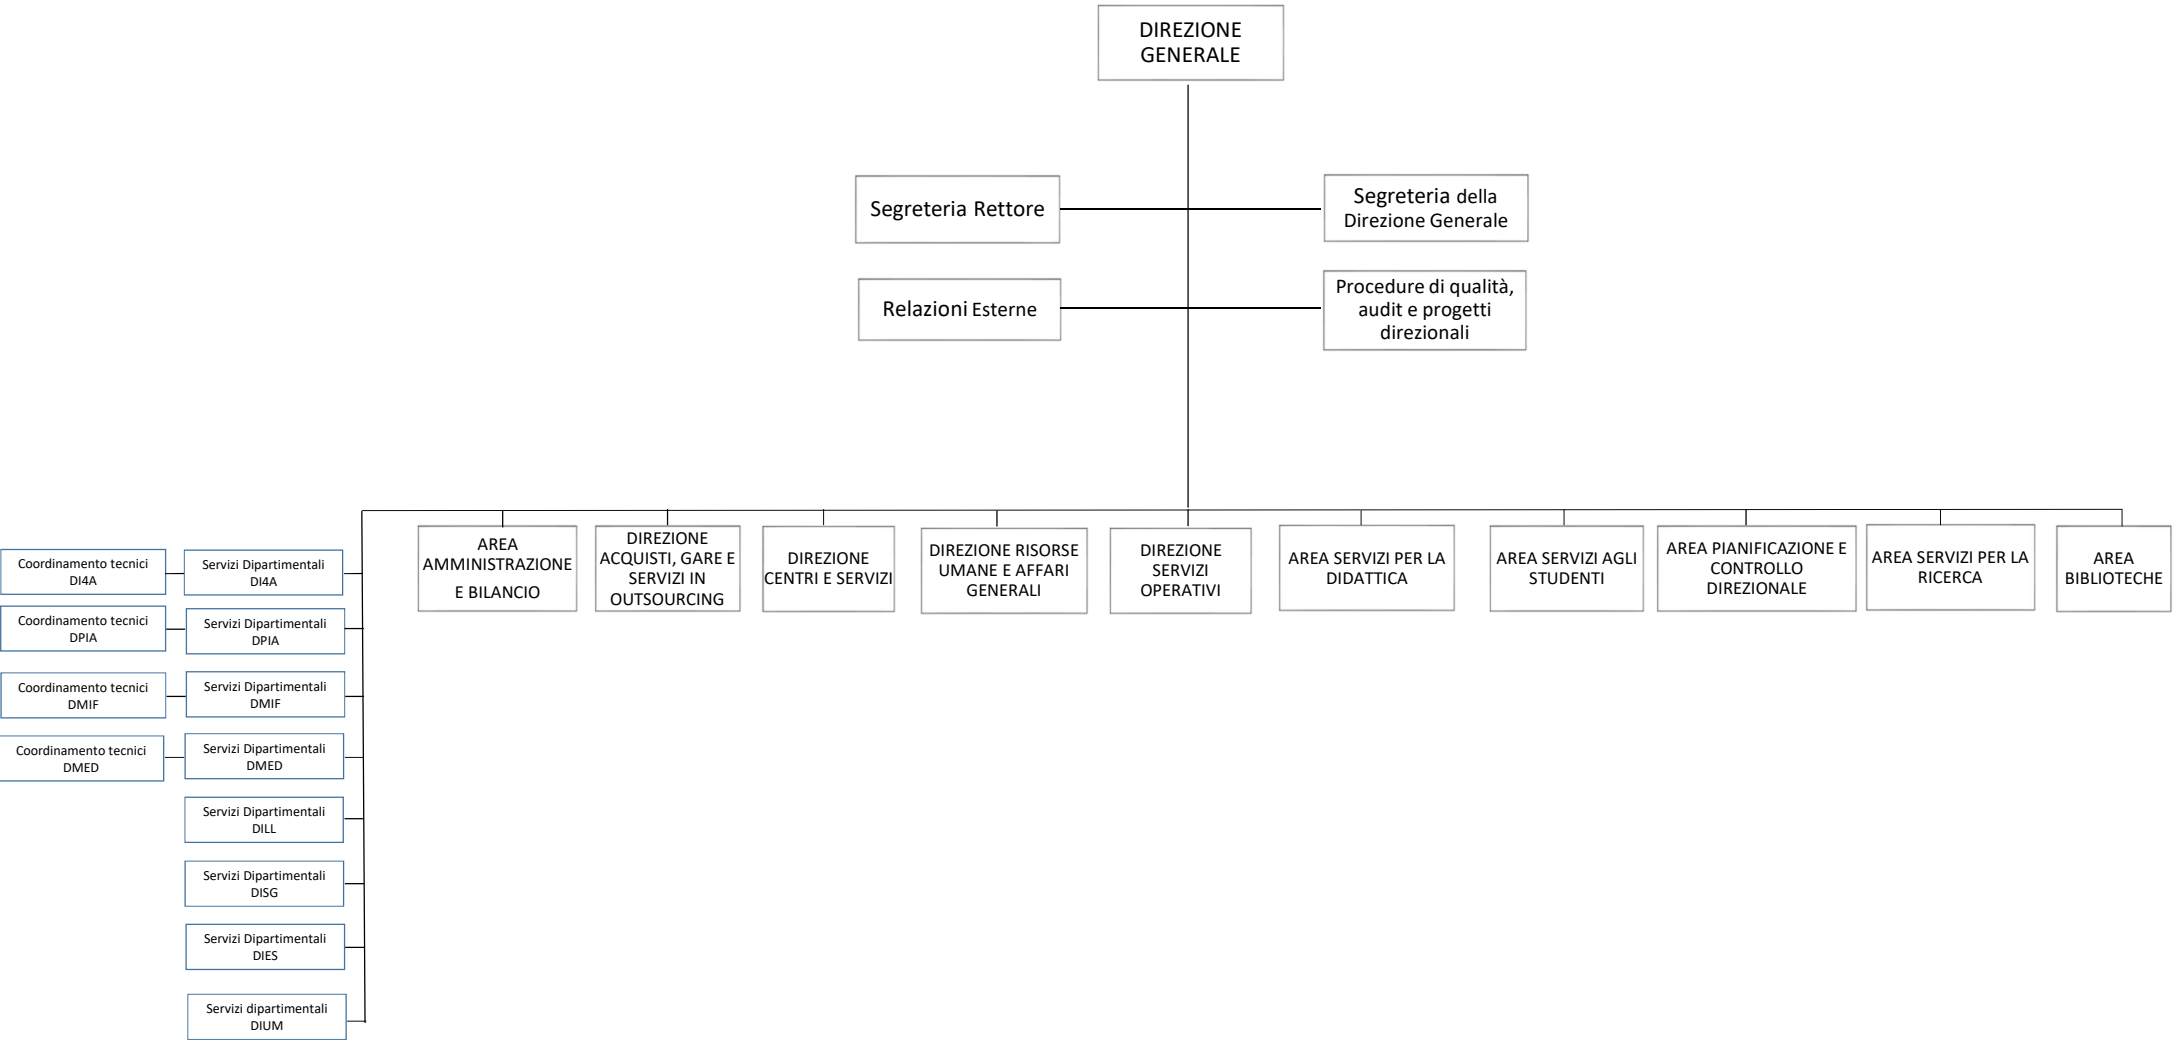 DIREZIONE
GENERALE
Segreteria Rettore
Segreteria della
Direzione Generale
Relazioni Esterne
Procedure di qualità,
audit e progetti
direzionali
AREA
AMMINISTRAZIONE
E BILANCIO
DIREZIONE
ACQUISTI, GARE E
SERVIZI IN
OUTSOURCING
DIREZIONE
CENTRI E SERVIZI
DIREZIONE RISORSE
UMANE E AFFARI
GENERALI
DIREZIONE
SERVIZI
OPERATIVI
AREA SERVIZI PER LA
DIDATTICA
AREA SERVIZI AGLI
STUDENTI
AREA PIANIFICAZIONE E
CONTROLLO
DIREZIONALE
AREA SERVIZI PER LA
RICERCA
AREA
BIBLIOTECHE
Coordinamento tecnici
DI4A
Servizi Dipartimentali
DI4A
Coordinamento tecnici
DPIA
Servizi Dipartimentali
DPIA
Coordinamento tecnici
DMIF
Servizi Dipartimentali
DMIF
Coordinamento tecnici
DMED
Servizi Dipartimentali
DMED
Servizi Dipartimentali
DILL
Servizi Dipartimentali
DISG
Servizi Dipartimentali
DIES
Servizi dipartimentali
DIUM